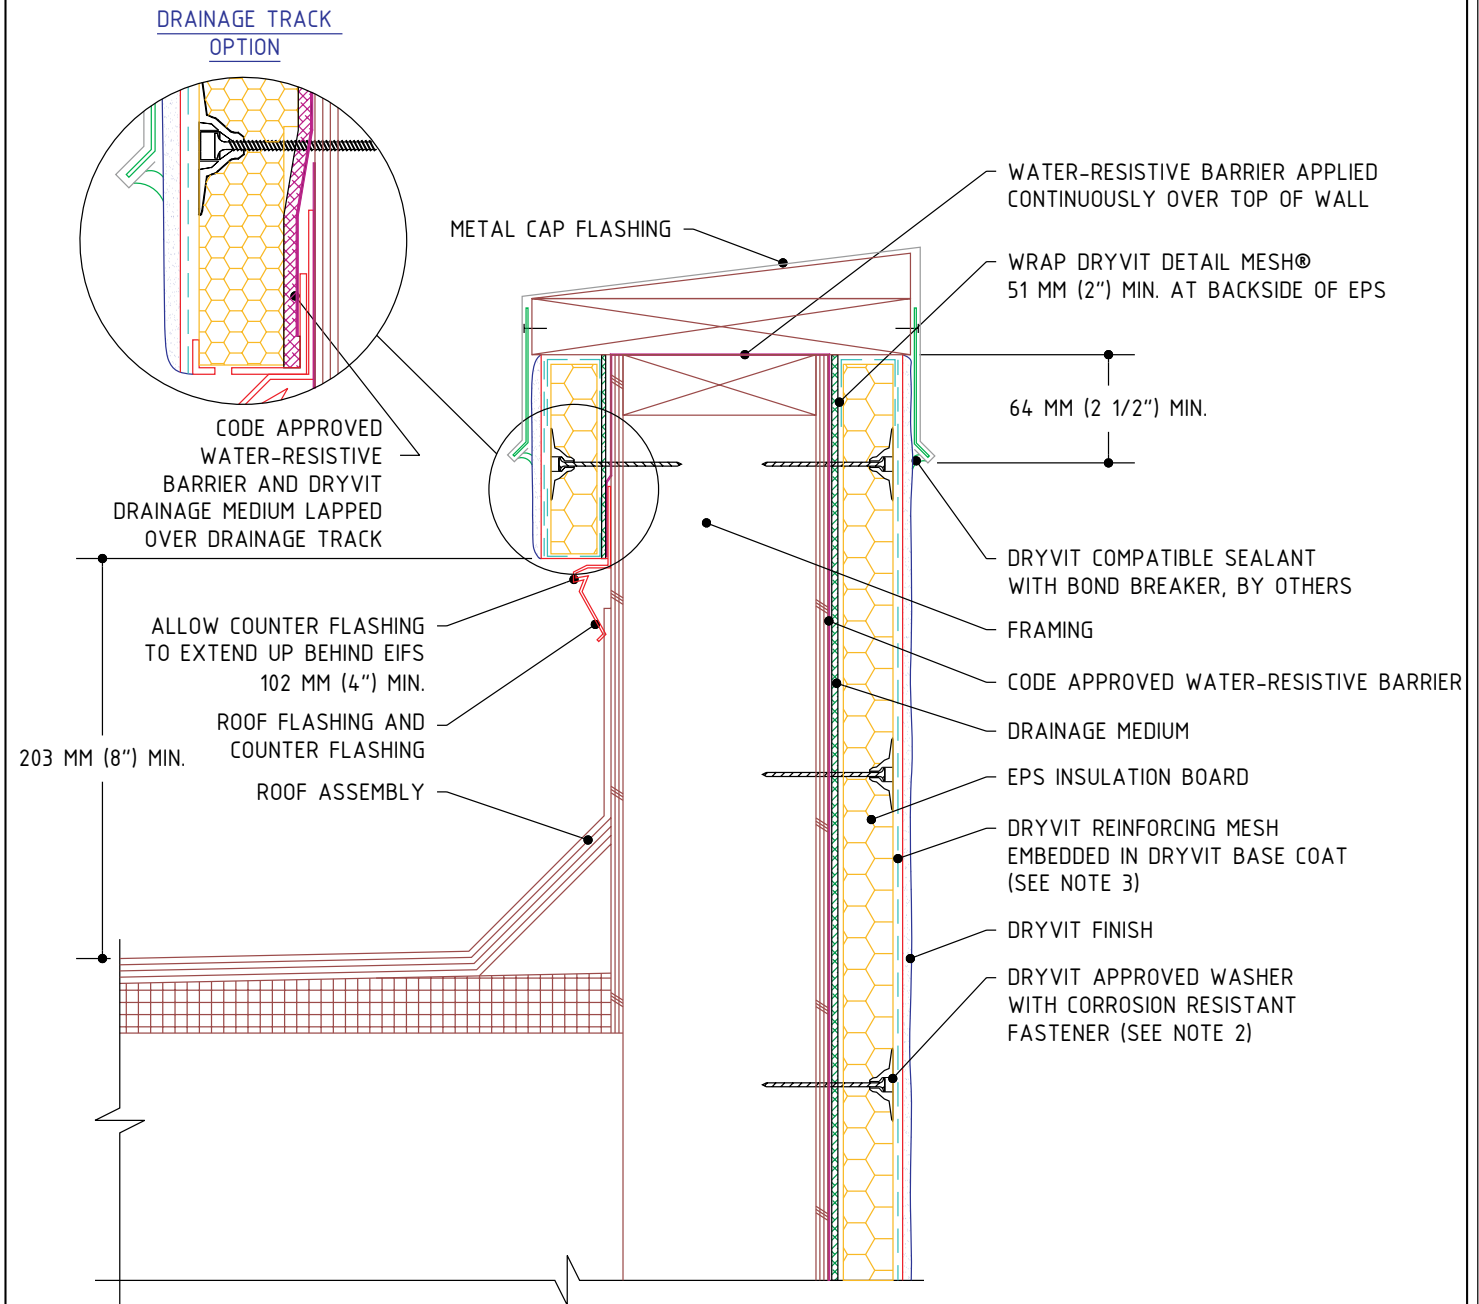 DRAINAGE TRACK
OPTION
METAL CAP FLASHING
WATER-RESISTIVE BARRIER APPLIED
CONTINUOUSLY OVER TOP OF WALL
WRAP DRYVIT DETAIL MESH®
51 MM (2") MIN. AT BACKSIDE OF EPS
64 MM (2 1/2") MIN.
CODE APPROVED
WATER-RESISTIVE
BARRIER AND DRYVIT
DRAINAGE MEDIUM LAPPED
OVER DRAINAGE TRACK
DRYVIT COMPATIBLE SEALANT
WITH BOND BREAKER, BY OTHERS
ALLOW COUNTER FLASHING
TO EXTEND UP BEHIND EIFS
102 MM (4") MIN.
FRAMING
CODE APPROVED WATER-RESISTIVE BARRIER
ROOF FLASHING AND
COUNTER FLASHING
DRAINAGE MEDIUM
203 MM (8") MIN.
EPS INSULATION BOARD
ROOF ASSEMBLY
DRYVIT REINFORCING MESH
EMBEDDED IN DRYVIT BASE COAT
(SEE NOTE 3)
DRYVIT FINISH
DRYVIT APPROVED WASHER
WITH CORROSION RESISTANT
FASTENER (SEE NOTE 2)